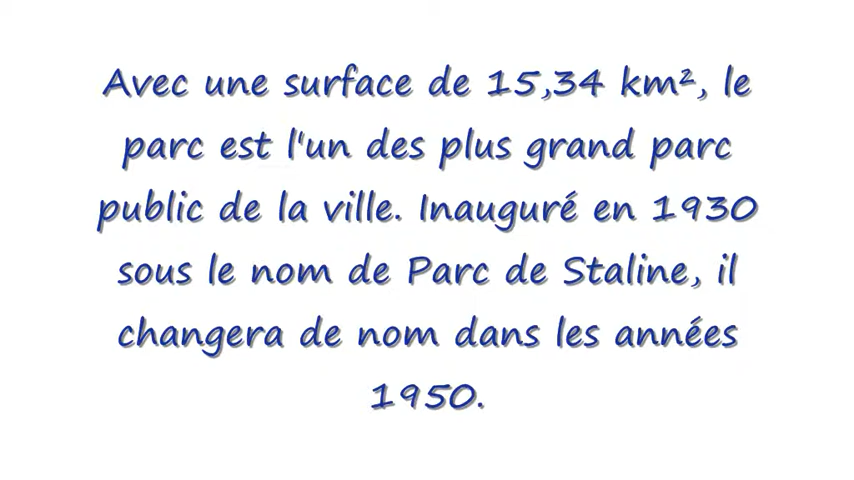 Avec une surface de 15,34 km², le
parc est l'un des plus grand parc
public de la ville. Inauguré en 1930
sous le nom de Parc de Staline, il
changera de nom dans les années
1950.